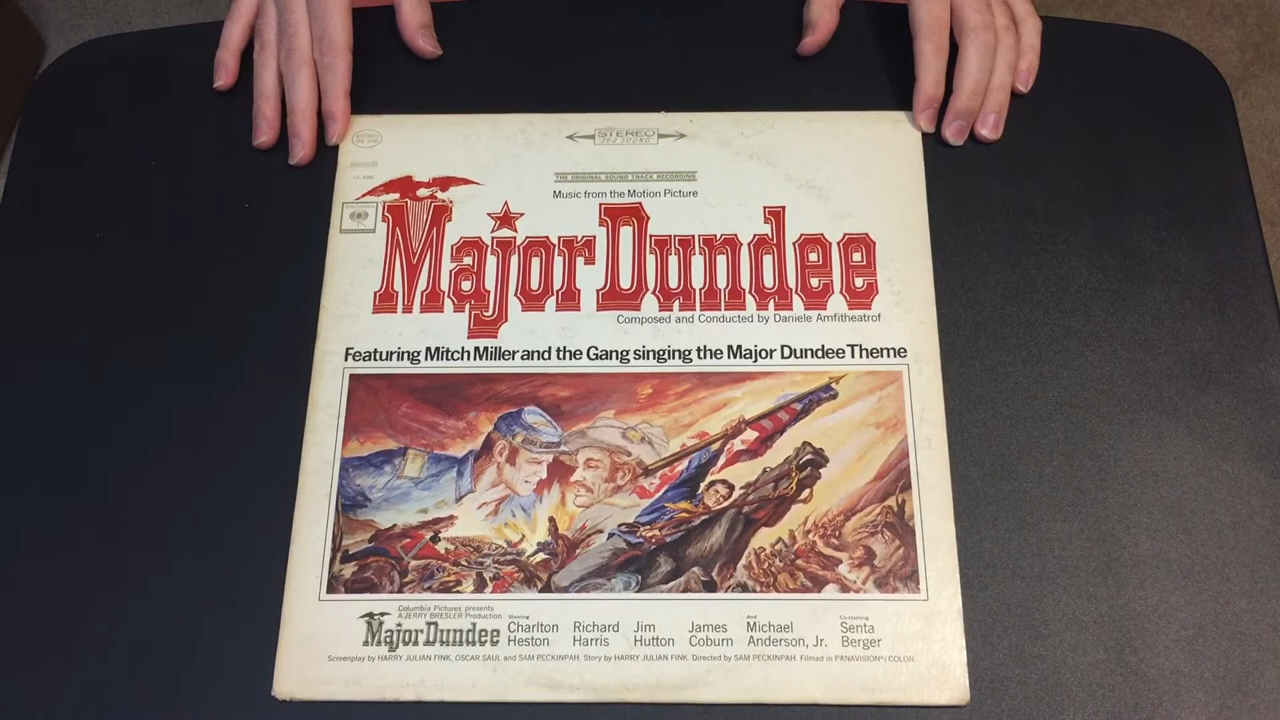 STEREO
"360 SOUND"
THE ORIGINAL SOUND TRACK RECORDING
Music from the Motion Picture
Major Dundee
Composed and Conducted by Daniele Amfitheatrof
Featuring Mitch Miller and the Gang singing the Major Dundee Theme
Columbia Pictures presents
A JERRY BRESLER Production
Major Dundee
Starring
Charlton Heston
Richard Harris
Jim Hutton
James Coburn
And
Michael Anderson, Jr.
Co-starring
Senta Berger
Screenplay by HARRY JULIAN FINK, OSCAR SAUL and SAM PECKINPAH. Story by HARRY JULIAN FINK. Directed by SAM PECKINPAH. Filmed in PANAVISION®/COLOR.